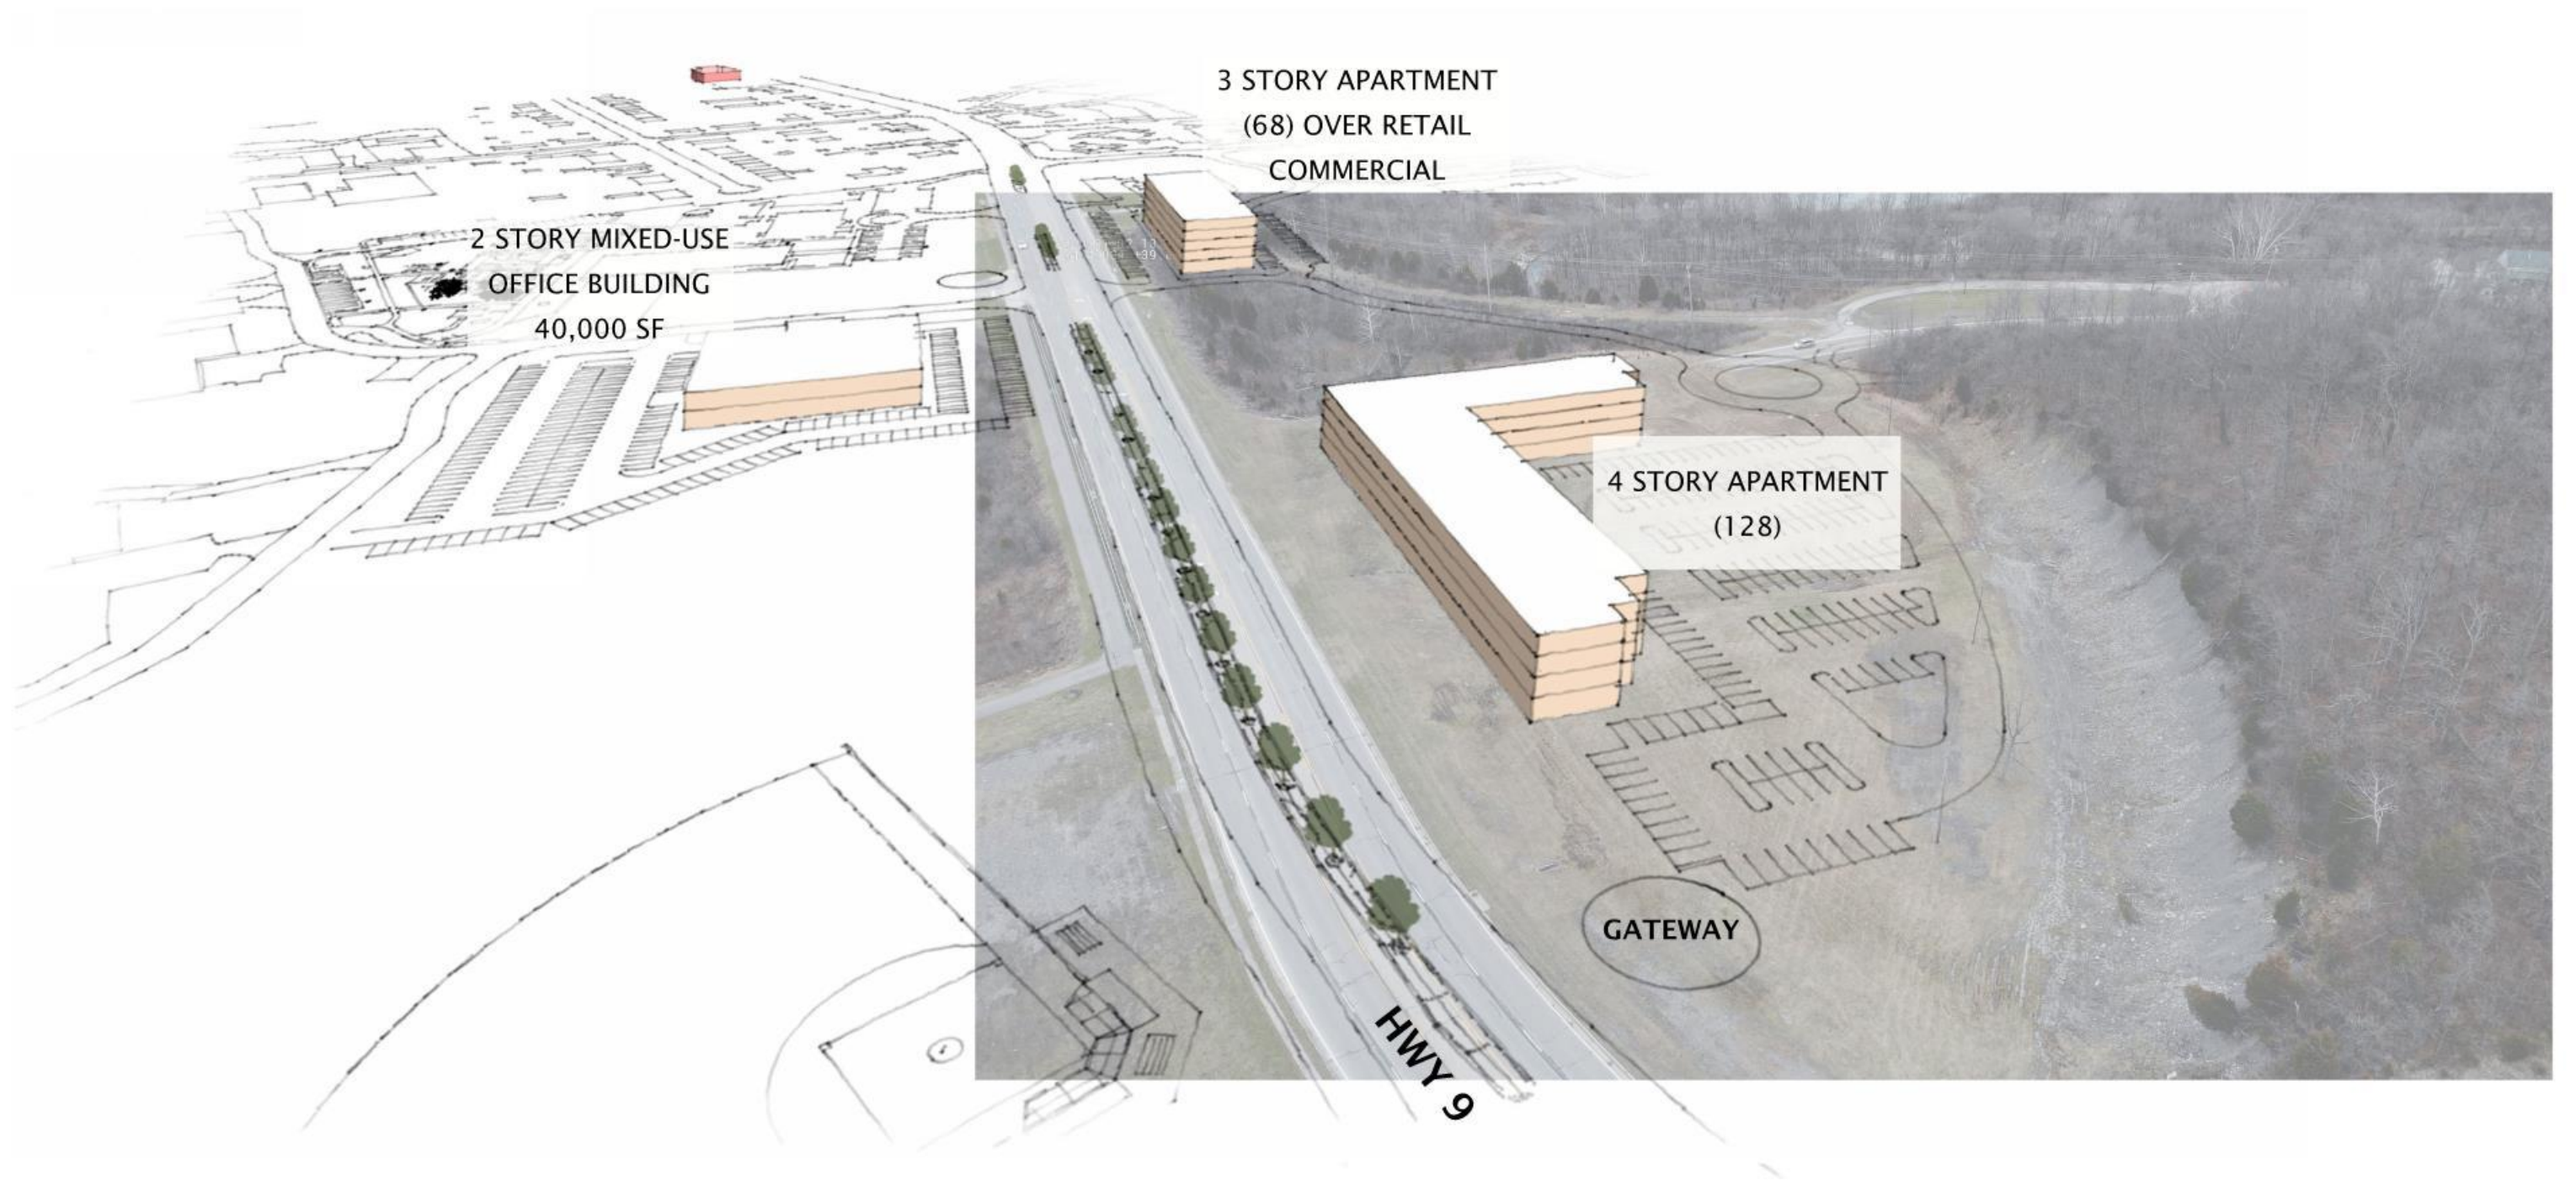 3 STORY APARTMENT
(68) OVER RETAIL
COMMERCIAL
2 STORY MIXED-USE
OFFICE BUILDING
40,000 SF
4 STORY APARTMENT
(128)
GATEWAY
HWY 9